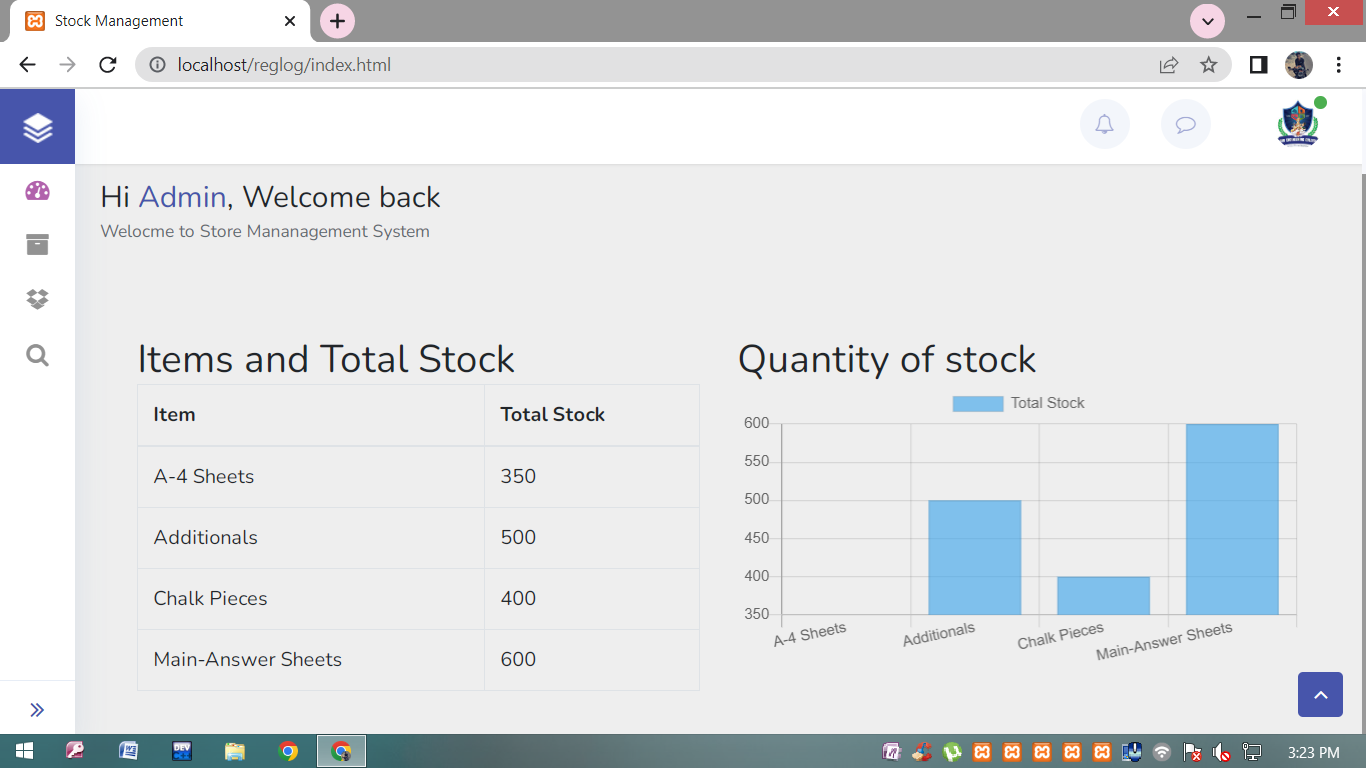 Stock Management
localhost/reglog/index.html
Hi Admin, Welcome back
Welocme to Store Mananagement System
Items and Total Stock
Item Total Stock
A-4 Sheets 350
Additionals 500
Chalk Pieces 400
Main-Answer Sheets 600
Quantity of stock
Total Stock
600
550
500
450
400
350
A-4 Sheets Additionals Chalk Pieces Main-Answer Sheets
DEV
3:23 PM